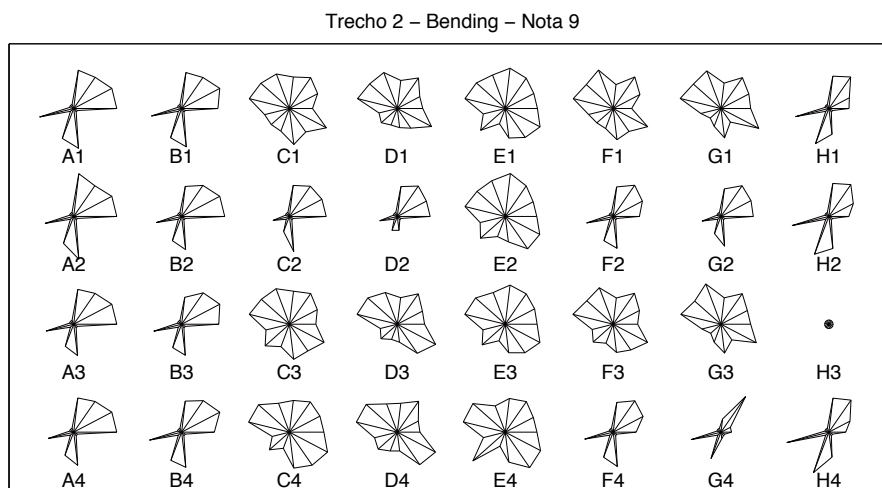 Trecho 2 – Bending – Nota 9
A1 B1 C1 D1 E1 F1 G1 H1
A2 B2 C2 D2 E2 F2 G2 H2
A3 B3 C3 D3 E3 F3 G3 H3
A4 B4 C4 D4 E4 F4 G4 H4